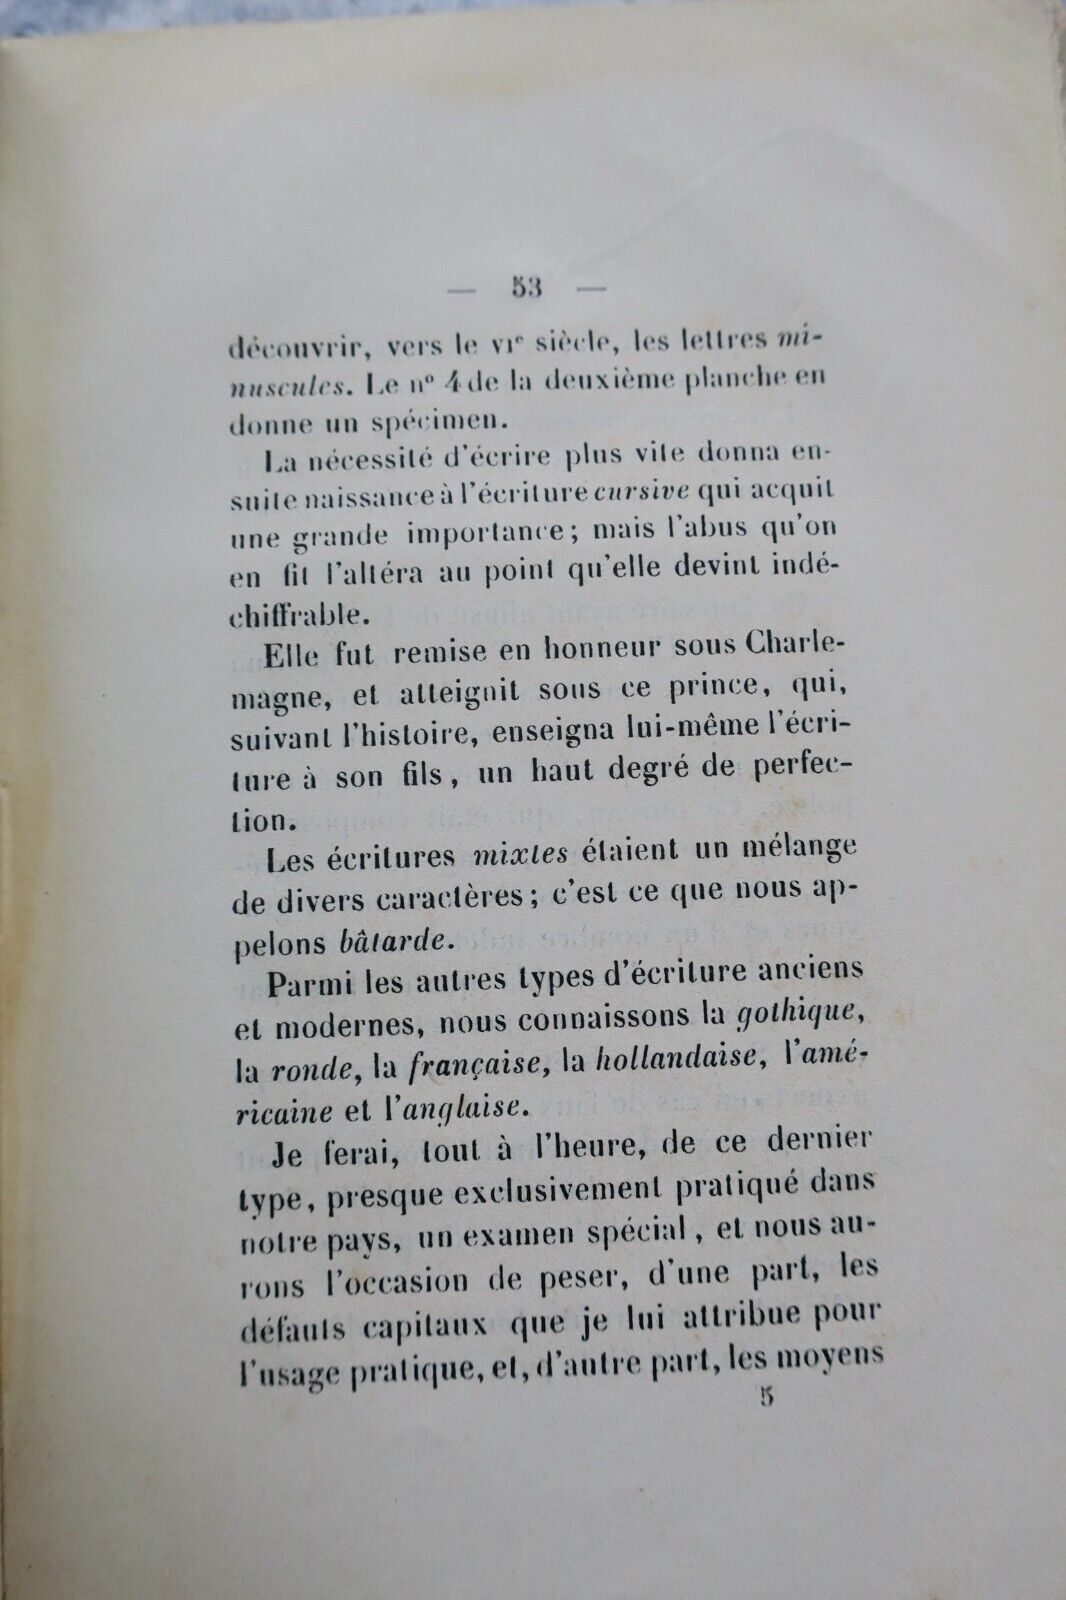 — 53 —
découvrir, vers le VIe siècle, les lettres mi-
nuscules. Le no 4 de la deuxième planche en
donne un spécimen.
La nécessité d'écrire plus vite donna en-
suite naissance à l'écriture cursive qui acquit
une grande importance; mais l'abus qu'on
en fit l'altéra au point qu'elle devint indé-
chiffrable.
Elle fut remise en honneur sous Charle-
magne, et atteignit sous ce prince, qui,
suivant l'histoire, enseigna lui-même l'écri-
ture à son fils, un haut degré de perfec-
tion.
Les écritures mixtes étaient un mélange
de divers caractères; c'est ce que nous ap-
pelons bâtarde.
Parmi les autres types d'écriture anciens
et modernes, nous connaissons la gothique,
la ronde, la française, la hollandaise, l'amé-
ricaine et l'anglaise.
Je ferai, tout à l'heure, de ce dernier
type, presque exclusivement pratiqué dans
notre pays, un examen spécial, et nous au-
rons l'occasion de peser, d'une part, les
défauts capitaux que je lui attribue pour
l'usage pratique, et, d'autre part, les moyens
5